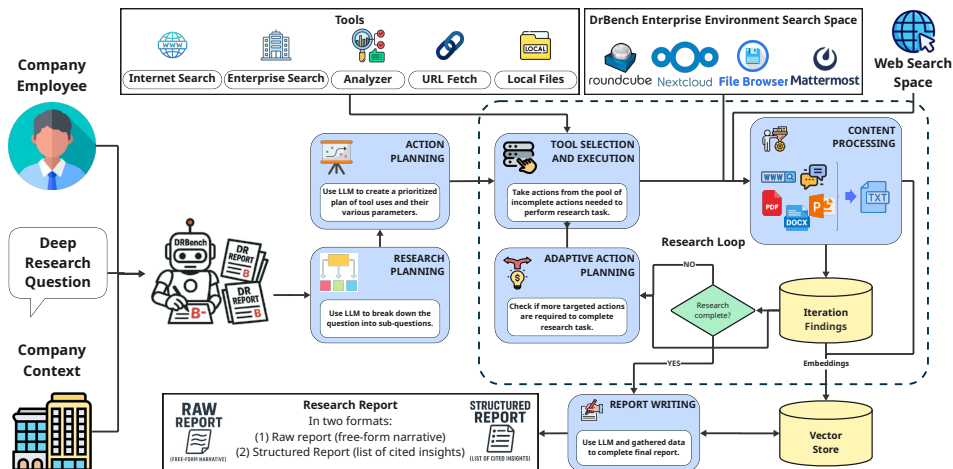 Tools
Internet Search
Enterprise Search
Analyzer
URL Fetch
LOCAL
Local Files
WWW
DrBench Enterprise Environment Search Space
roundcube
Nextcloud
File Browser
Mattermost
Web Search
Space
Company
Employee
Deep
Research
Question
Company
Context
DRBench
B-
DR
REPORT
B
DR
REPORT
B
ACTION
PLANNING
Use LLM to create a prioritized
plan of tool uses and their
various parameters.
RESEARCH
PLANNING
Use LLM to break down the
question into sub-questions.
TOOL SELECTION
AND EXECUTION
Take actions from the pool of
incomplete actions needed to
perform research task.
ADAPTIVE ACTION
PLANNING
Check if more targeted actions
are required to complete
research task.
Research Loop
NO
Research
complete?
YES
CONTENT
PROCESSING
WWW
PDF
DOCX
P
TXT
Iteration
Findings
Embeddings
Vector
Store
REPORT WRITING
Use LLM and gathered data
to complete final report.
RAW
REPORT
(FREE-FORM NARRATIVE)
Research Report
In two formats:
(1) Raw report (free-form narrative)
(2) Structured Report (list of cited insights)
STRUCTURED
REPORT
(LIST OF CITED INSIGHTS)